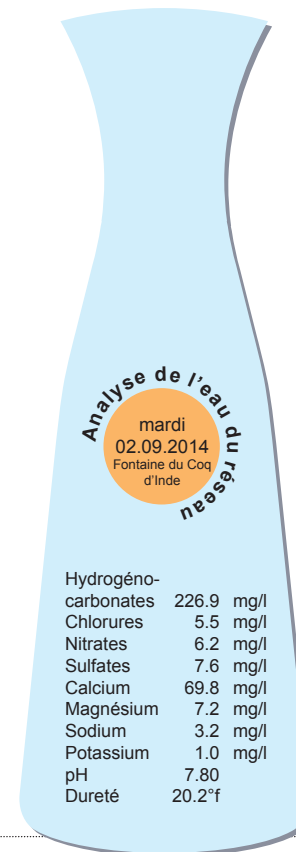 Analyse de l'eau du réseau
mardi
02.09.2014
Fontaine du Coq
d'Inde
Hydrogéno-
carbonates 226.9 mg/l
Chlorures 5.5 mg/l
Nitrates 6.2 mg/l
Sulfates 7.6 mg/l
Calcium 69.8 mg/l
Magnésium 7.2 mg/l
Sodium 3.2 mg/l
Potassium 1.0 mg/l
pH 7.80
Dureté 20.2°f